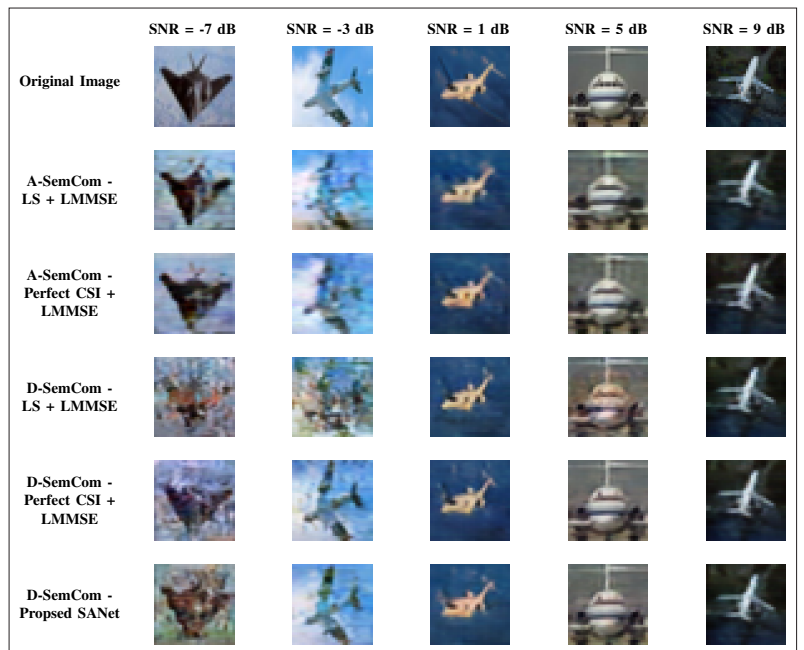 SNR = -7 dB SNR = -3 dB SNR = 1 dB SNR = 5 dB SNR = 9 dB
Original Image
A-SemCom -
LS + LMMSE
A-SemCom -
Perfect CSI +
LMMSE
D-SemCom -
LS + LMMSE
D-SemCom -
Perfect CSI +
LMMSE
D-SemCom -
Propsed SANet